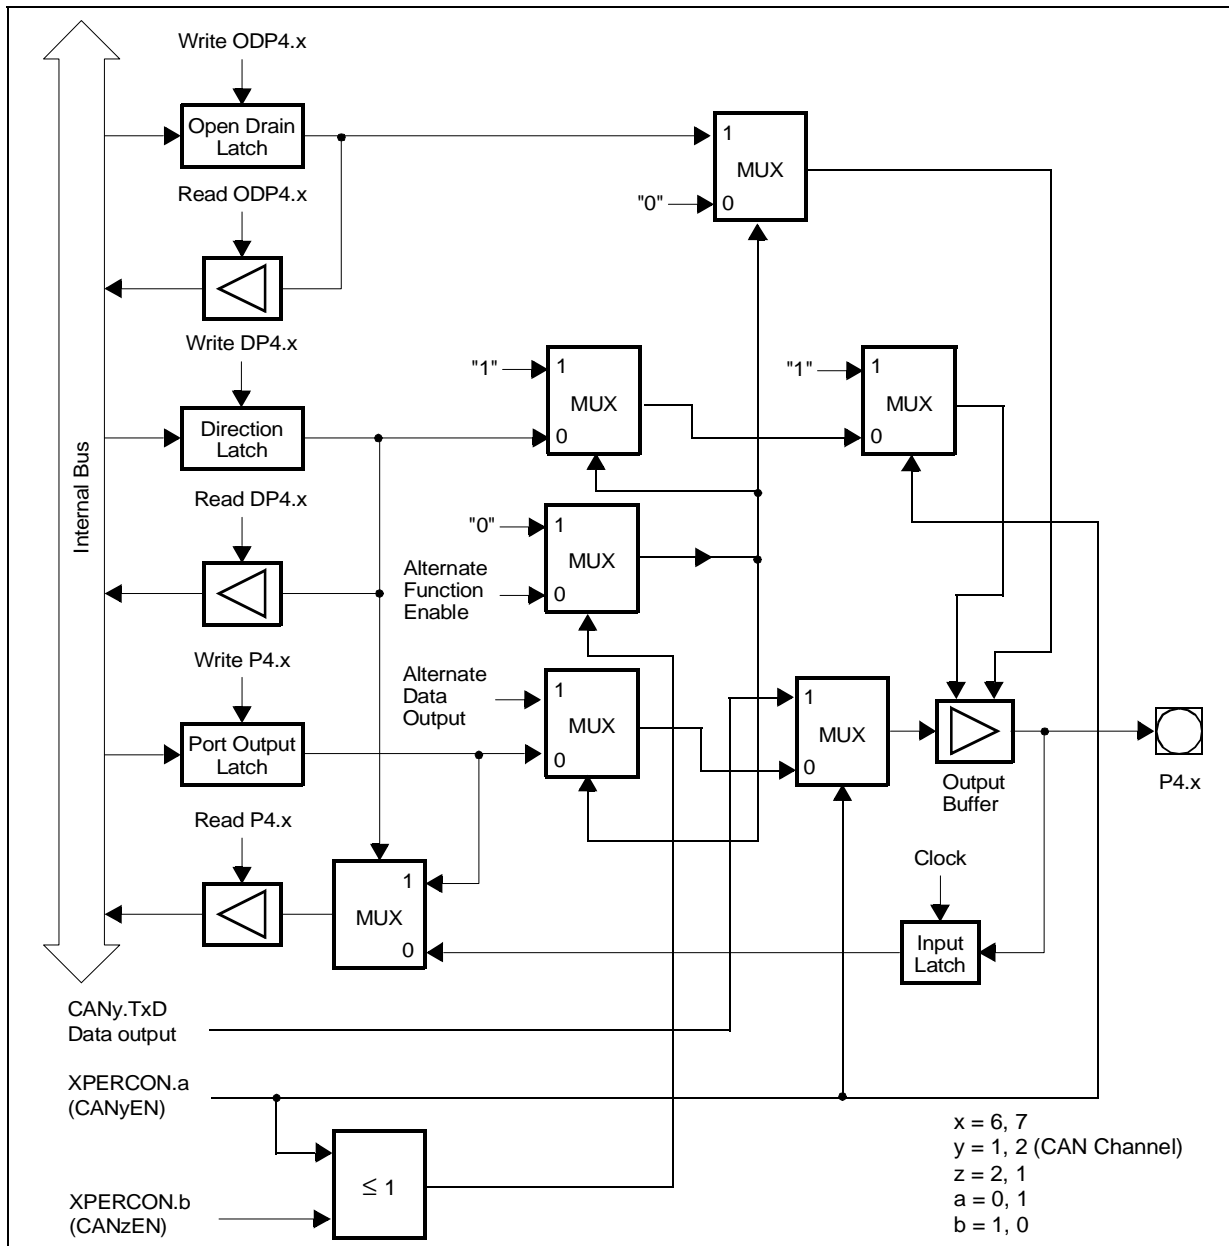 Write ODP4.x
Open Drain
Latch
1
MUX
"0"
0
Read ODP4.x
Write DP4.x
"1"
1
MUX
0
"1"
1
MUX
0
Direction
Latch
Internal Bus
Read DP4.x
"0"
1
MUX
0
Alternate
Function
Enable
Write P4.x
Alternate
Data
Output
1
MUX
0
1
MUX
0
Port Output
Latch
Output
Buffer
P4.x
Read P4.x
1
MUX
0
Clock
Input
Latch
CANy.TxD
Data output
XPERCON.a
(CANyEN)
≤ 1
XPERCON.b
(CANzEN)
x = 6, 7
y = 1, 2 (CAN Channel)
z = 2, 1
a = 0, 1
b = 1, 0